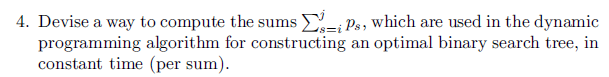 4. Devise a way to compute the sums $\sum_{s=i}^{j} p_s$, which are used in the dynamic
programming algorithm for constructing an optimal binary search tree, in
constant time (per sum).